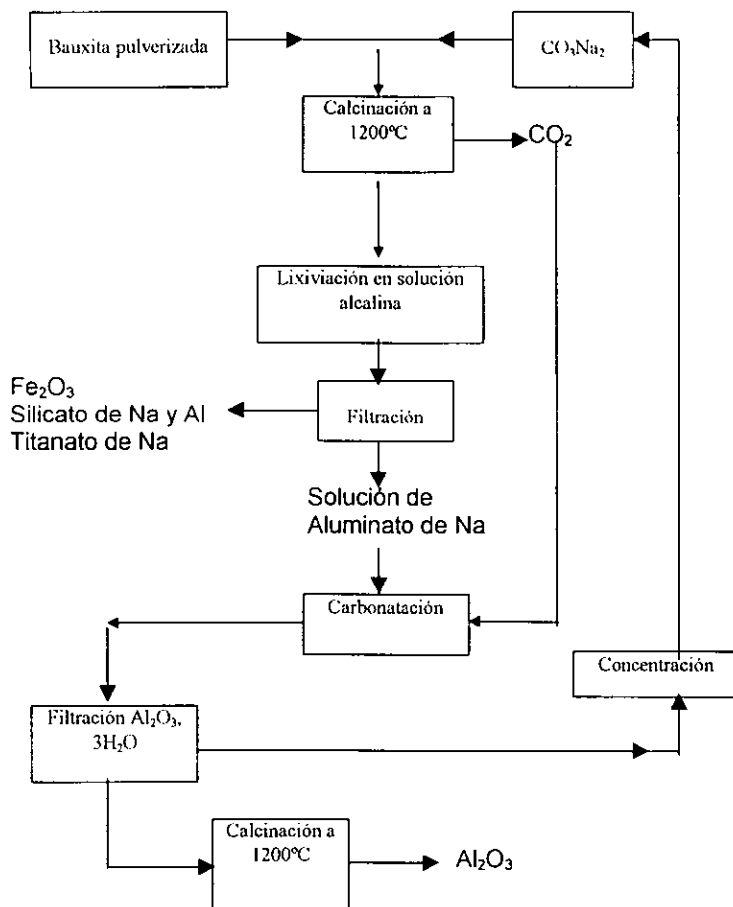 Bauxita pulverizada
CO₃Na₂
Calcinación a
1200ºC
CO₂
Lixiviación en solución
alcalina
Fe₂O₃
Silicato de Na y Al
Titanato de Na
Filtración
Solución de
Aluminato de Na
Carbonatación
Concentración
Filtración Al₂O₃,
3H₂O
Calcinación a
1200ºC
Al₂O₃